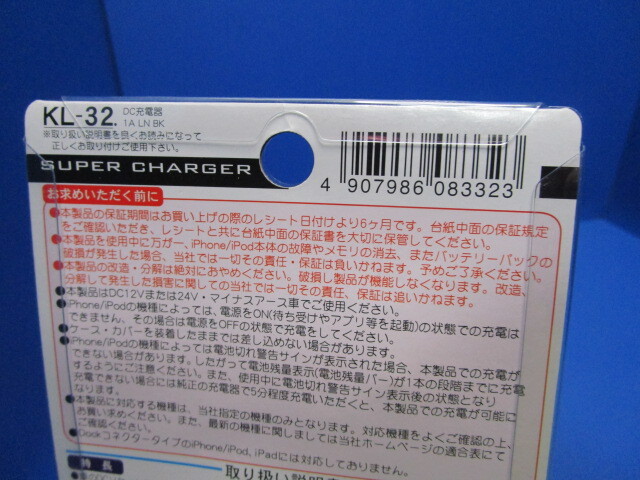 KL-32.
DC充電器
1A LN BK
※取り扱い説明書を良くお読みになって
正しくお取り付けご使用下さい。
SUPER CHARGER
4 907986 083323
お求めいただく前に
●本製品の保証期間はお買い上げの際のレシート日付けより6ヶ月です。台紙中面の保証規定
をご確認いただき、レシートと共に台紙中面の保証書を大切に保管してください。
●本製品を使用中に万が一、iPhone/iPod本体の故障やメモリの消去、またバッテリーパックの
破損が発生した場合、当社では一切その責任・保証は負いかねます。予めご了承ください。
●本製品の改造・分解は絶対におやめください。破損し製品が機能しなくなります。改造、
分解して発生した損害に関しての当社では一切その責任、保証は追いかねます。
●本製品はDC12Vまたは24V・マイナスアース車でご使用ください。
●iPhone/iPodの機種によっては、電源をON(待ち受けやアプリ等を起動)の状態での充電は
できません、その場合は電源をOFFの状態で充電をしてください。
●ケース・カバーを装着したままでは差し込めない場合があります。
●iPhone/iPodの機種によっては電池切れ警告サインが表示された場合、本製品での充電が
できない場合があります。したがって電池残量表示(電池残量バー)が1本の段階までに充電
するようにご注意ください。また、使用中に電池切れ警告サイン表示後の状態となり
充電できない場合には純正の充電器で5分程度充電いただくと、本製品での充電が可能に
なります。
●本製品に対応する機種は、当社指定の機種のみとなります。対応機種をよくご確認の上、
お買い求めください。また、最新の機種に関しましては当社ホームページの適合表にて
ご確認ください。
●DockコネクタータイプのiPhone/iPod、iPadには対応しておりません。
特長
取り扱い説明